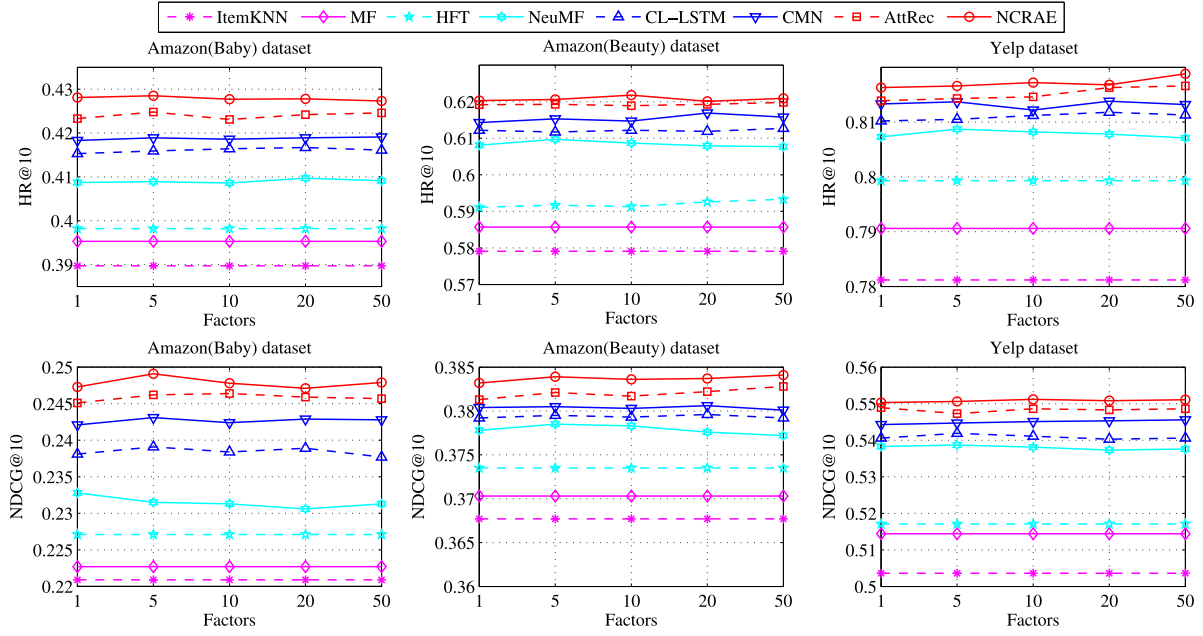 ItemKNN MF HFT NeuMF CL−LSTM CMN AttRec NCRAE
Amazon(Baby) dataset
HR@10
0.43
0.42
0.41
0.4
0.39
1 5 10 20 50
Factors
Amazon(Beauty) dataset
HR@10
0.62
0.61
0.6
0.59
0.58
0.57
1 5 10 20 50
Factors
Yelp dataset
HR@10
0.81
0.8
0.79
0.78
1 5 10 20 50
Factors
Amazon(Baby) dataset
NDCG@10
0.25
0.245
0.24
0.235
0.23
0.225
0.22
1 5 10 20 50
Factors
Amazon(Beauty) dataset
NDCG@10
0.385
0.38
0.375
0.37
0.365
0.36
1 5 10 20 50
Factors
Yelp dataset
NDCG@10
0.56
0.55
0.54
0.53
0.52
0.51
0.5
1 5 10 20 50
Factors